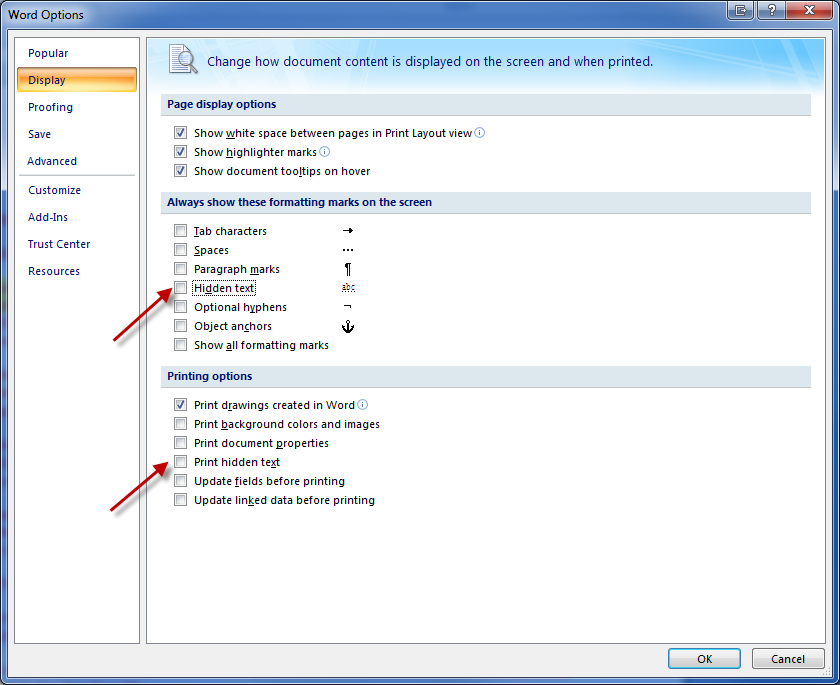 Word Options
?
Popular
Display
Proofing
Save
Advanced
Customize
Add-Ins
Trust Center
Resources
Change how document content is displayed on the screen and when printed.
Page display options
Show white space between pages in Print Layout view
Show highlighter marks
Show document tooltips on hover
Always show these formatting marks on the screen
Tab characters →
Spaces ...
Paragraph marks ¶
Hidden text abc
Optional hyphens ¬
Object anchors
Show all formatting marks
Printing options
Print drawings created in Word
Print background colors and images
Print document properties
Print hidden text
Update fields before printing
Update linked data before printing
OK Cancel